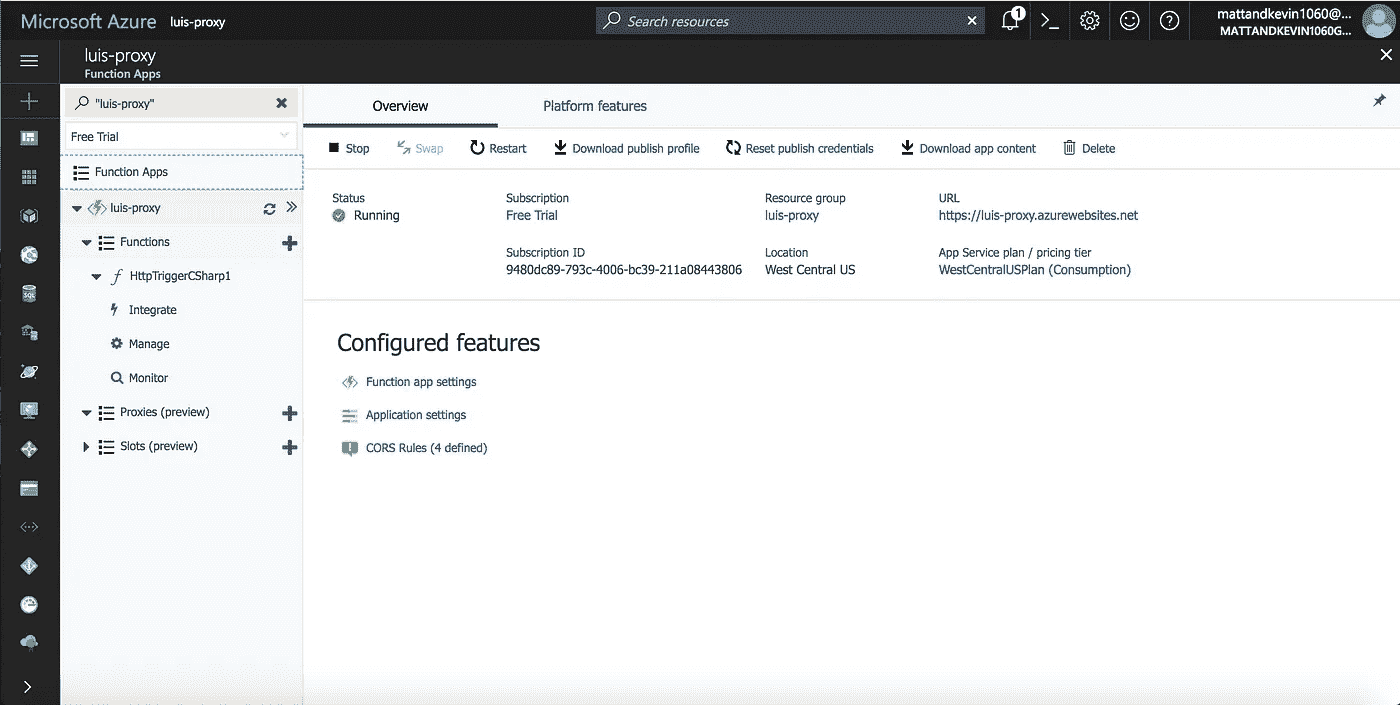 Microsoft Azure luis-proxy
Search resources
1
mattandkevin1060@...
MATTANDKEVIN1060G...
luis-proxy
Function Apps
"luis-proxy"
Free Trial
Function Apps
luis-proxy
Functions
HttpTriggerCSharp1
Integrate
Manage
Monitor
Proxies (preview)
Slots (preview)
Overview Platform features
Stop Swap Restart Download publish profile Reset publish credentials Download app content Delete
Status Subscription Resource group URL
Running Free Trial luis-proxy https://luis-proxy.azurewebsites.net
Subscription ID Location App Service plan / pricing tier
9480dc89-793c-4006-bc39-211a08443806 West Central US WestCentralUSPlan (Consumption)
Configured features
Function app settings
Application settings
CORS Rules (4 defined)